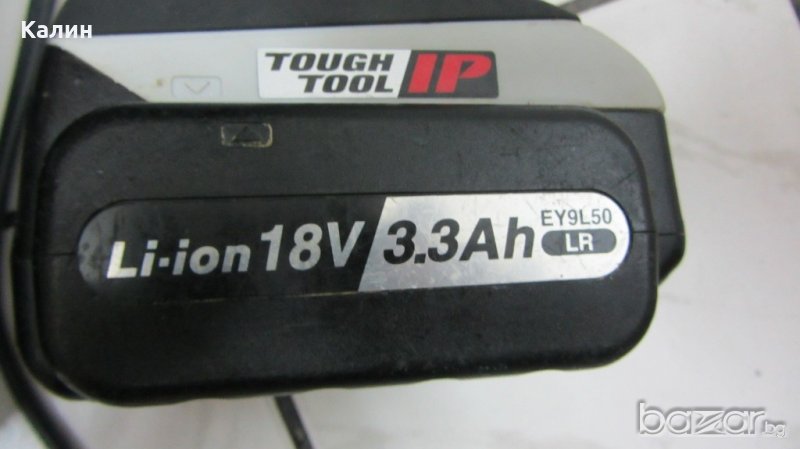 Калин
TOUGH
TOOL IP
Li-ion 18V 3.3Ah EY9L50
LR
bazar.bg